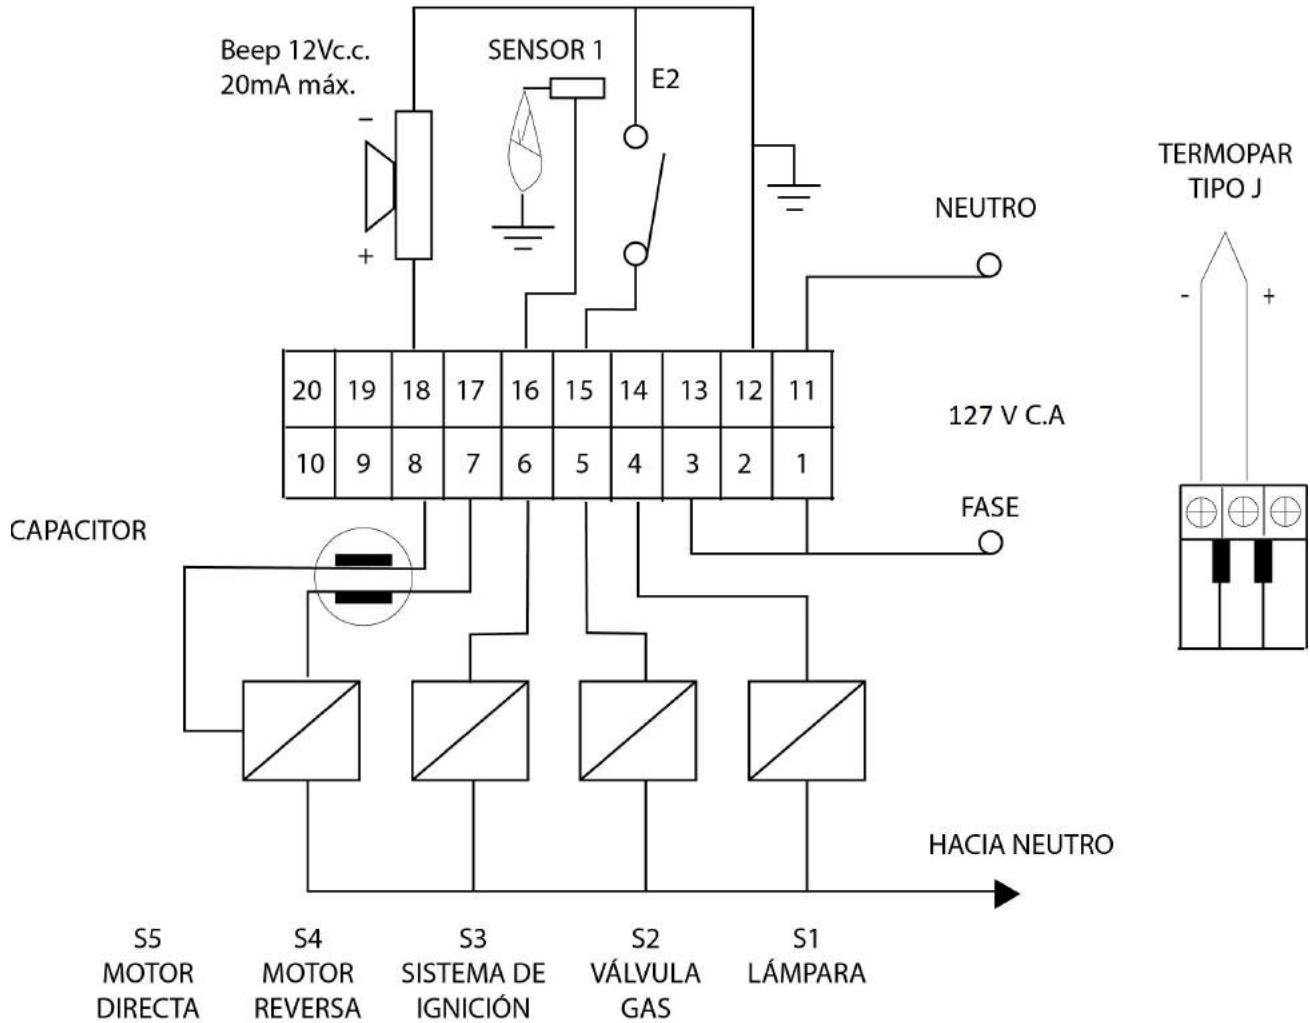 Beep 12Vc.c.
20mA máx.
SENSOR 1
E2
-
+
TERMOPAR
TIPO J
NEUTRO
- +
20 19 18 17 16 15 14 13 12 11
10 9 8 7 6 5 4 3 2 1
127 V C.A
FASE
CAPACITOR
HACIA NEUTRO
S5
MOTOR
DIRECTA
S4
MOTOR
REVERSA
S3
SISTEMA DE
IGNICIÓN
S2
VÁLVULA
GAS
S1
LÁMPARA